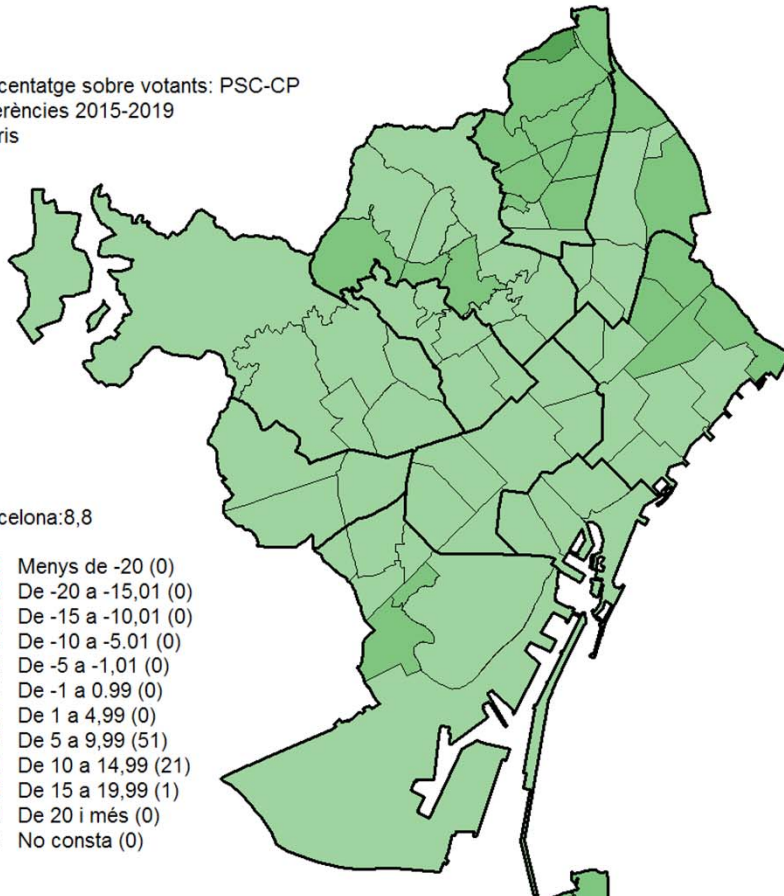 centatge sobre votants: PSC-CP
erències 2015-2019
ris
celona:8,8
Menys de -20 (0)
De -20 a -15,01 (0)
De -15 a -10,01 (0)
De -10 a -5.01 (0)
De -5 a -1,01 (0)
De -1 a 0.99 (0)
De 1 a 4,99 (0)
De 5 a 9,99 (51)
De 10 a 14,99 (21)
De 15 a 19,99 (1)
De 20 i més (0)
No consta (0)